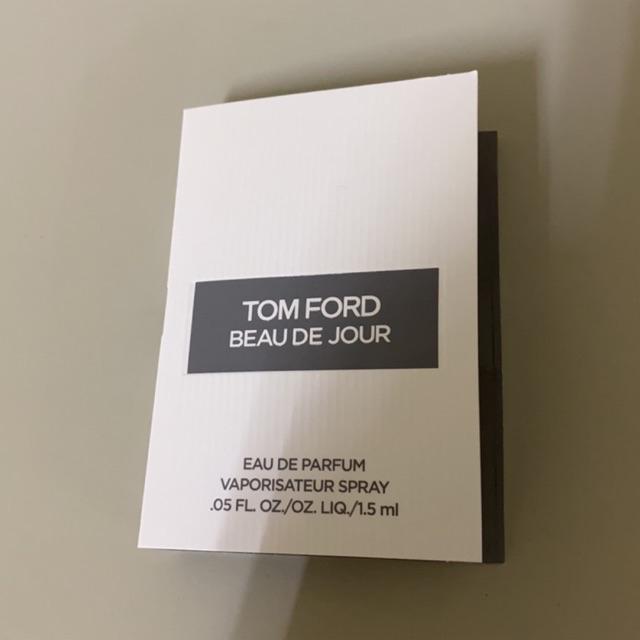 TOM FORD
BEAU DE JOUR
EAU DE PARFUM
VAPORISATEUR SPRAY
.05 FL. OZ./OZ. LIQ./1.5 ml